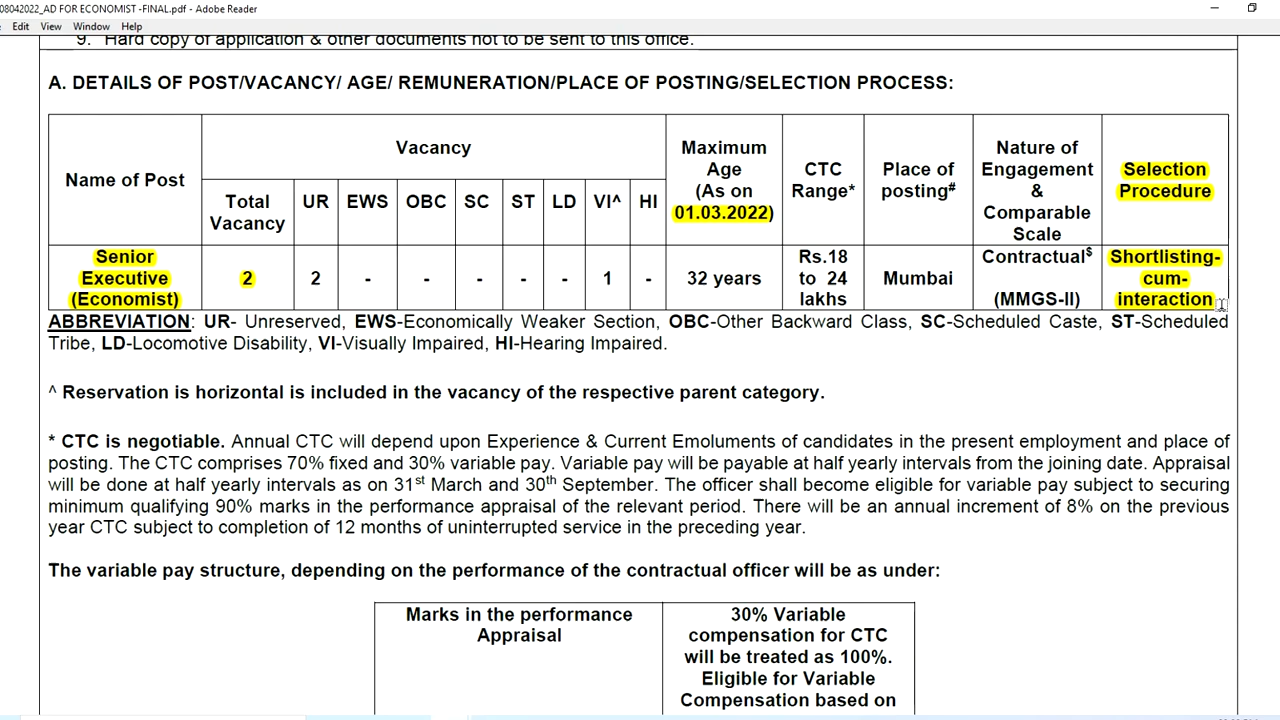 08042022_AD FOR ECONOMIST -FINAL.pdf - Adobe Reader
Edit View Window Help
9. Hard copy of application & other documents not to be sent to this office.
A. DETAILS OF POST/VACANCY/ AGE/ REMUNERATION/PLACE OF POSTING/SELECTION PROCESS:
Name of Post
Vacancy
Total
Vacancy
UR
EWS
OBC
SC
ST
LD
VI^
HI
Maximum
Age
(As on
01.03.2022)
CTC
Range*
Place of
posting#
Nature of
Engagement
&
Comparable
Scale
Selection
Procedure
Senior
Executive
(Economist)
2
2
-
-
-
-
-
1
-
32 years
Rs.18
to 24
lakhs
Mumbai
Contractual$
(MMGS-II)
Shortlisting-
cum-
interaction
ABBREVIATION: UR- Unreserved, EWS-Economically Weaker Section, OBC-Other Backward Class, SC-Scheduled Caste, ST-Scheduled
Tribe, LD-Locomotive Disability, VI-Visually Impaired, HI-Hearing Impaired.
^ Reservation is horizontal is included in the vacancy of the respective parent category.
* CTC is negotiable. Annual CTC will depend upon Experience & Current Emoluments of candidates in the present employment and place of
posting. The CTC comprises 70% fixed and 30% variable pay. Variable pay will be payable at half yearly intervals from the joining date. Appraisal
will be done at half yearly intervals as on 31st March and 30th September. The officer shall become eligible for variable pay subject to securing
minimum qualifying 90% marks in the performance appraisal of the relevant period. There will be an annual increment of 8% on the previous
year CTC subject to completion of 12 months of uninterrupted service in the preceding year.
The variable pay structure, depending on the performance of the contractual officer will be as under:
Marks in the performance
Appraisal
30% Variable
compensation for CTC
will be treated as 100%.
Eligible for Variable
Compensation based on